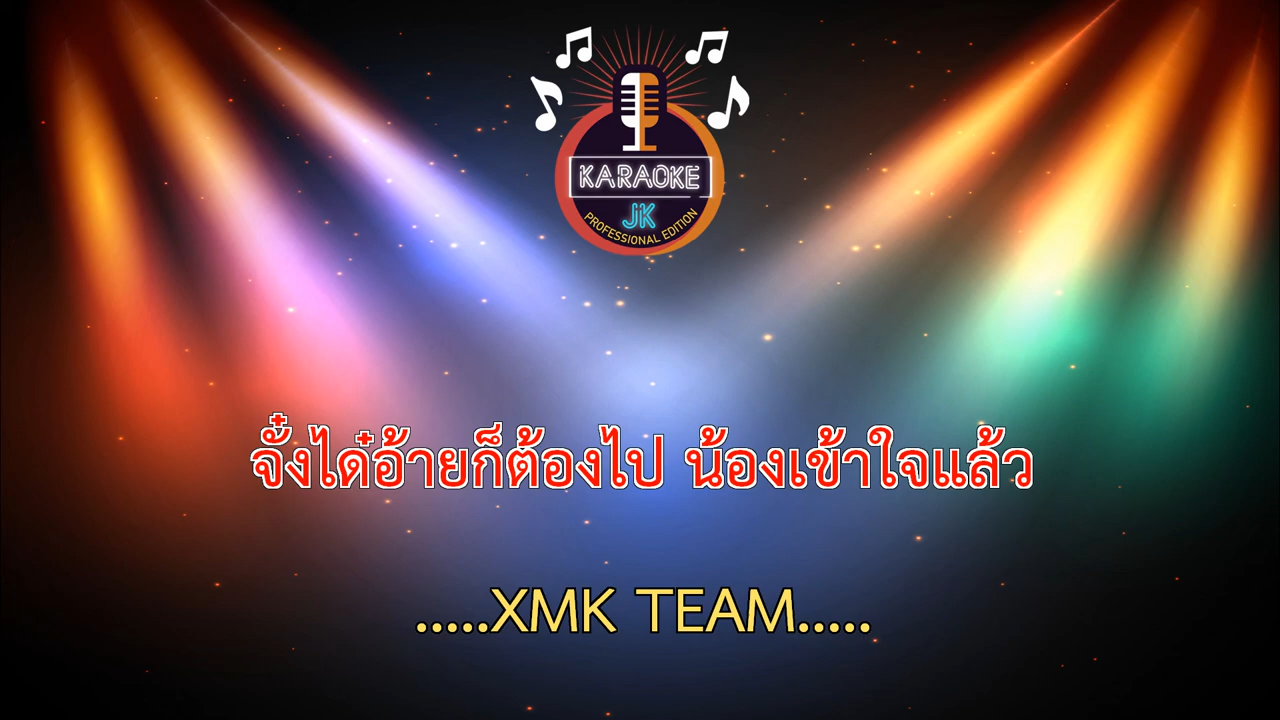 KARAOKE
JK
PROFESSIONAL EDITION
จั๋งได๋อ้ายก็ต้องไป น้องเข้าใจแล้ว
.....XMK TEAM.....